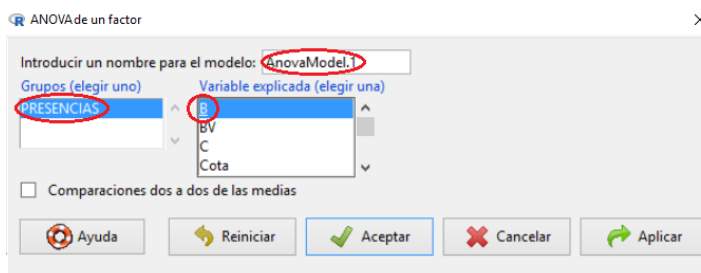 ANOVA de un factor
Introducir un nombre para el modelo: AnovaModel.1
Grupos (elegir uno) Variable explicada (elegir una)
PRESENCIAS
B
BV
C
Cota
Comparaciones dos a dos de las medias
Ayuda Reiniciar Aceptar Cancelar Aplicar